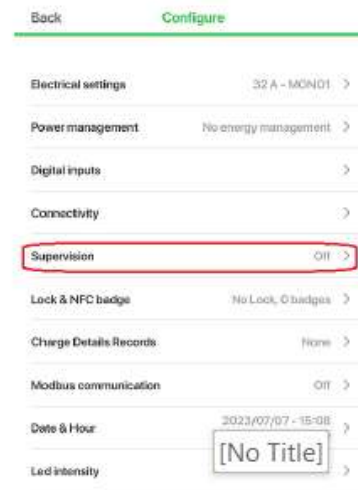 Back Configure
Electrical settings 32 A - MONO1 >
Power management No energy management >
Digital inputs >
Connectivity >
Supervision Off >
Lock & NFC badge No Lock, 0 badges >
Charge Details Records None >
Modbus communication Off >
Date & Hour 2023/07/07 - 15:08 >
[No Title]
Led intensity >